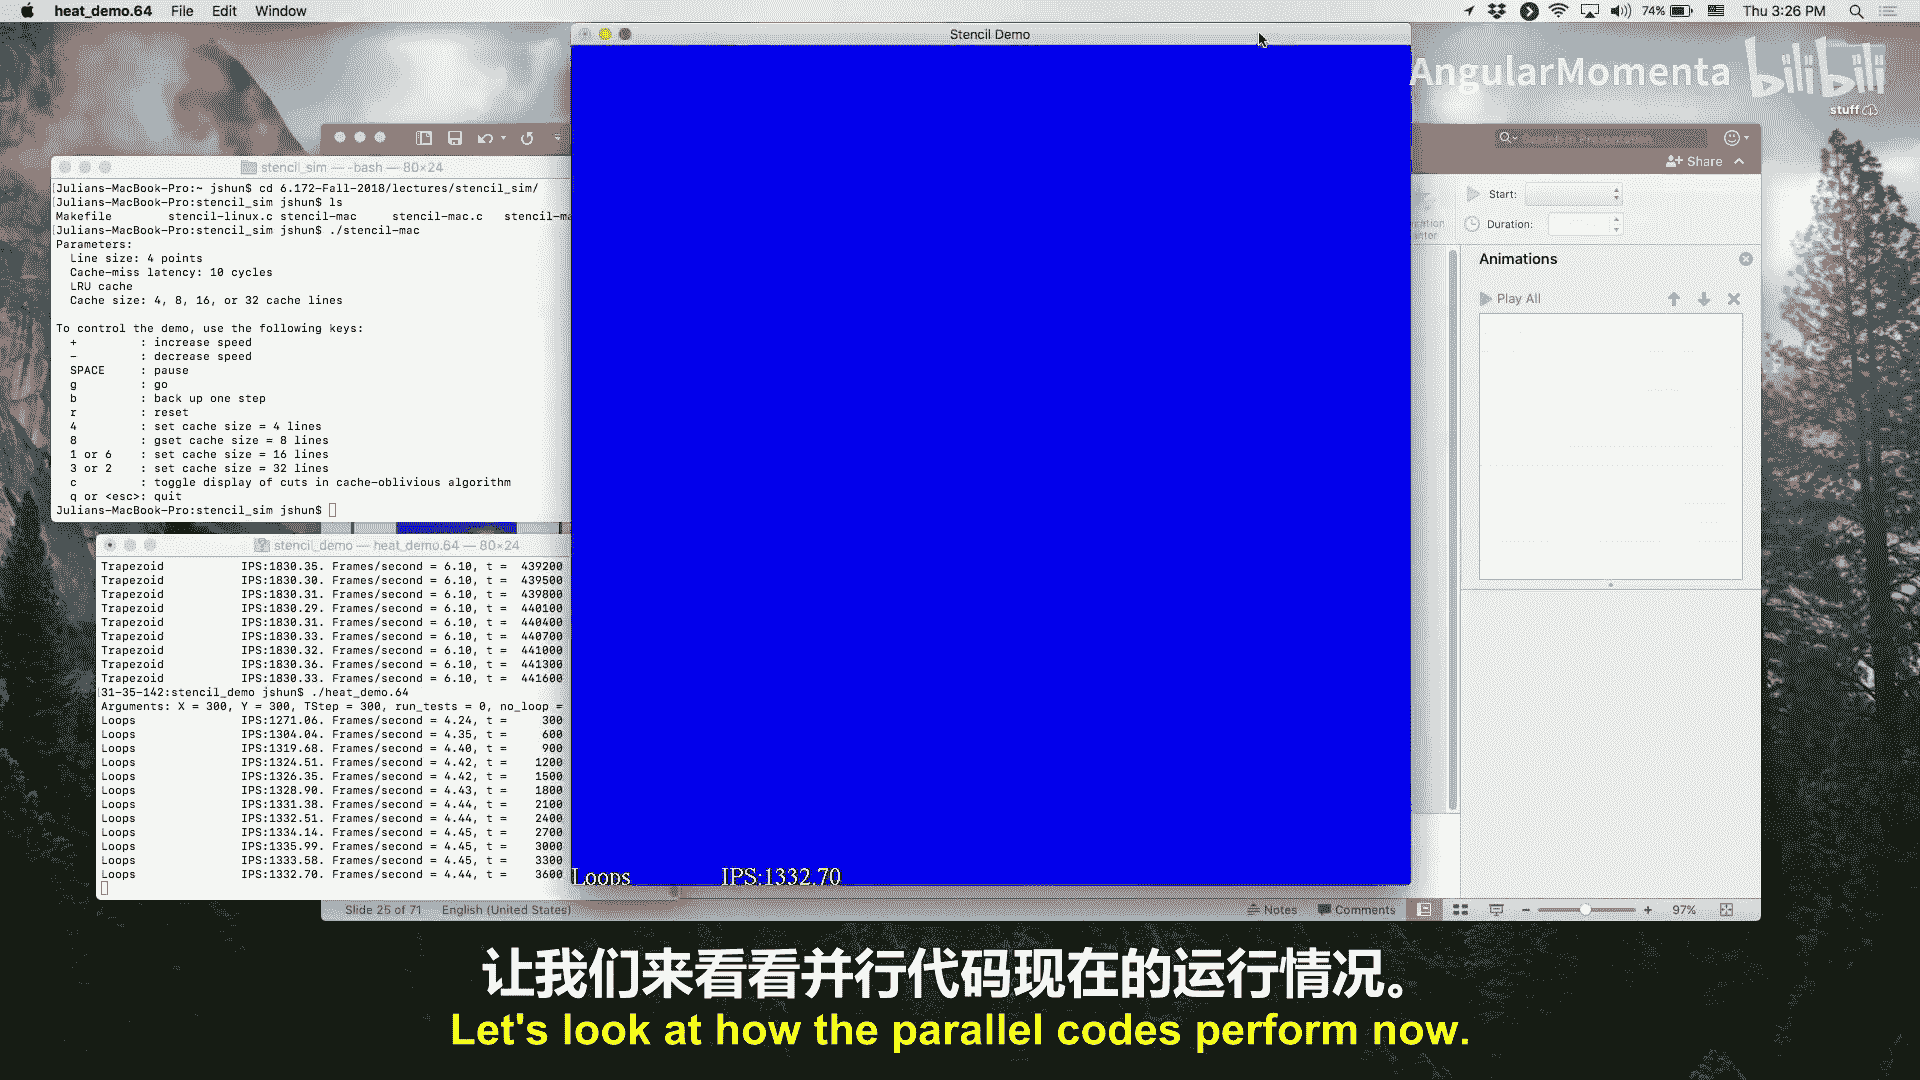 heat_demo.64 File Edit Window
74% Thu 3:26 PM
Stencil Demo
AngularMomenta bilibili
stuff
stencil_sim — -bash — 80×24
Julians-MacBook-Pro:~ jshun$ cd 6.172-Fall-2018/lectures/stencil_sim/
Julians-MacBook-Pro:stencil_sim jshun$ ls
Makefile stencil-linux.c stencil-mac stencil-mac.c stencil-ma
Julians-MacBook-Pro:stencil_sim jshun$ ./stencil-mac
Parameters:
Line size: 4 points
Cache-miss latency: 10 cycles
LRU cache
Cache size: 4, 8, 16, or 32 cache lines
To control the demo, use the following keys:
+ : increase speed
- : decrease speed
SPACE : pause
g : go
b : back up one step
r : reset
4 : set cache size = 4 lines
8 : gset cache size = 8 lines
1 or 6 : set cache size = 16 lines
3 or 2 : set cache size = 32 lines
c : toggle display of cuts in cache-oblivious algorithm
q or <esc>: quit
Julians-MacBook-Pro:stencil_sim jshun$
stencil_demo — heat_demo.64 — 80×24
Trapezoid IPS:1830.35. Frames/second = 6.10, t = 439200
Trapezoid IPS:1830.30. Frames/second = 6.10, t = 439500
Trapezoid IPS:1830.31. Frames/second = 6.10, t = 439800
Trapezoid IPS:1830.29. Frames/second = 6.10, t = 440100
Trapezoid IPS:1830.31. Frames/second = 6.10, t = 440400
Trapezoid IPS:1830.33. Frames/second = 6.10, t = 440700
Trapezoid IPS:1830.32. Frames/second = 6.10, t = 441000
Trapezoid IPS:1830.36. Frames/second = 6.10, t = 441300
Trapezoid IPS:1830.33. Frames/second = 6.10, t = 441600
31-35-142:stencil_demo jshun$ ./heat_demo.64
Arguments: X = 300, Y = 300, TStep = 300, run_tests = 0, no_loop =
Loops IPS:1271.06. Frames/second = 4.24, t = 300
Loops IPS:1304.04. Frames/second = 4.35, t = 600
Loops IPS:1319.68. Frames/second = 4.40, t = 900
Loops IPS:1324.51. Frames/second = 4.42, t = 1200
Loops IPS:1326.35. Frames/second = 4.42, t = 1500
Loops IPS:1328.90. Frames/second = 4.43, t = 1800
Loops IPS:1331.38. Frames/second = 4.44, t = 2100
Loops IPS:1332.51. Frames/second = 4.44, t = 2400
Loops IPS:1334.14. Frames/second = 4.45, t = 2700
Loops IPS:1335.99. Frames/second = 4.45, t = 3000
Loops IPS:1333.58. Frames/second = 4.45, t = 3300
Loops IPS:1332.70. Frames/second = 4.44, t = 3600
Loops IPS:1332.70
Share
Start:
Duration:
Animations
Play All
Slide 25 of 71 English (United States) Notes Comments 97%
让我们来看看并行代码现在的运行情况。
Let's look at how the parallel codes perform now.